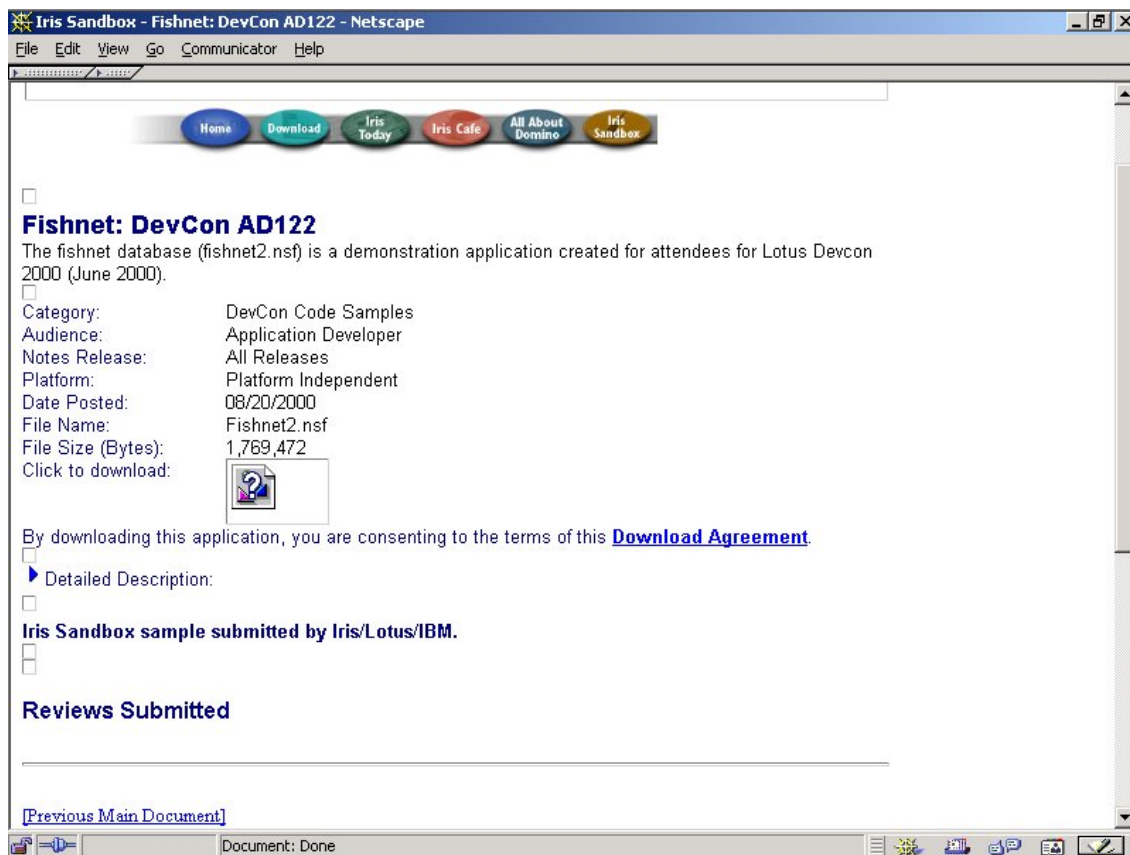 Iris Sandbox - Fishnet: DevCon AD122 - Netscape
File Edit View Go Communicator Help
Home Download Iris Today Iris Cafe All About Domino Iris Sandbox
Fishnet: DevCon AD122
The fishnet database (fishnet2.nsf) is a demonstration application created for attendees for Lotus Devcon
2000 (June 2000).
Category: DevCon Code Samples
Audience: Application Developer
Notes Release: All Releases
Platform: Platform Independent
Date Posted: 08/20/2000
File Name: Fishnet2.nsf
File Size (Bytes): 1,769,472
Click to download:
By downloading this application, you are consenting to the terms of this Download Agreement.
Detailed Description:
Iris Sandbox sample submitted by Iris/Lotus/IBM.
Reviews Submitted
[Previous Main Document]
Document: Done